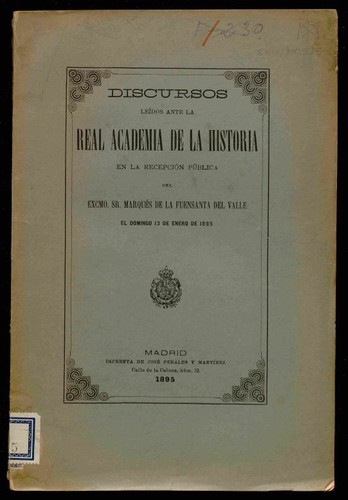 DISCURSOS
LEÍDOS ANTE LA
REAL ACADEMIA DE LA HISTORIA
EN LA RECEPCIÓN PÚBLICA
DEL
EXCMO. SR. MARQUÉS DE LA FUENSANTA DEL VALLE
EL DOMINGO 13 DE ENERO DE 1895
MADRID
IMPRENTA DE JOSÉ PERALES Y MARTÍNEZ
Calle de la Cabeza, núm. 12
1895
5